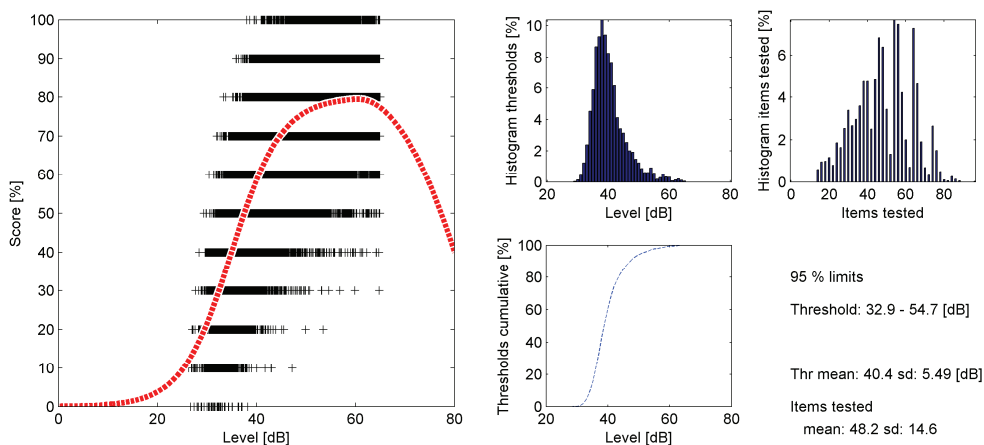 100
90
80
70
60
50
40
30
20
10
0
Score [%]
0 20 40 60 80
Level [dB]
10
8
6
4
2
0
Histogram thresholds [%]
20 40 60 80
Level [dB]
6
4
2
0
Histogram items tested [%]
0 20 40 60 80
Items tested
100
80
60
40
20
0
Thresholds cumulative [%]
20 40 60 80
Level [dB]
95 % limits
Threshold: 32.9 - 54.7 [dB]
Thr mean: 40.4 sd: 5.49 [dB]
Items tested
mean: 48.2 sd: 14.6